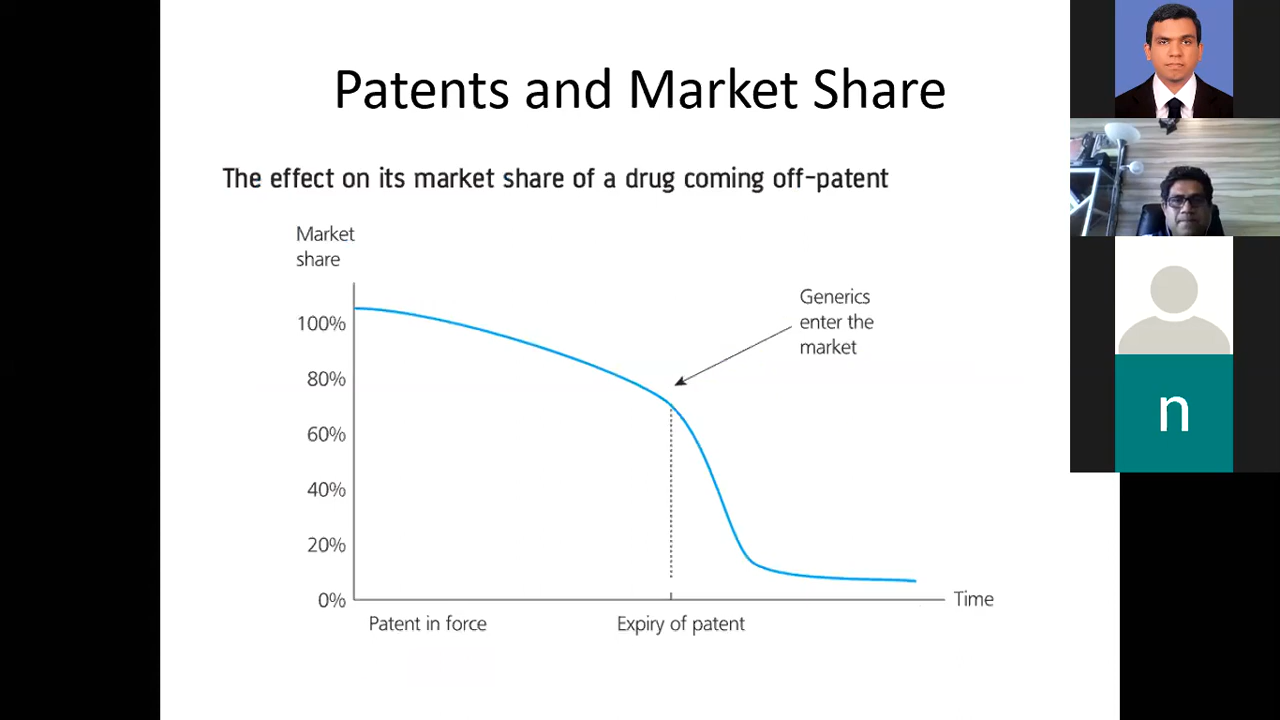 Patents and Market Share
The effect on its market share of a drug coming off-patent
Market
share
Generics
enter the
market
100%
80%
60%
40%
20%
0%
Time
Patent in force
Expiry of patent
n